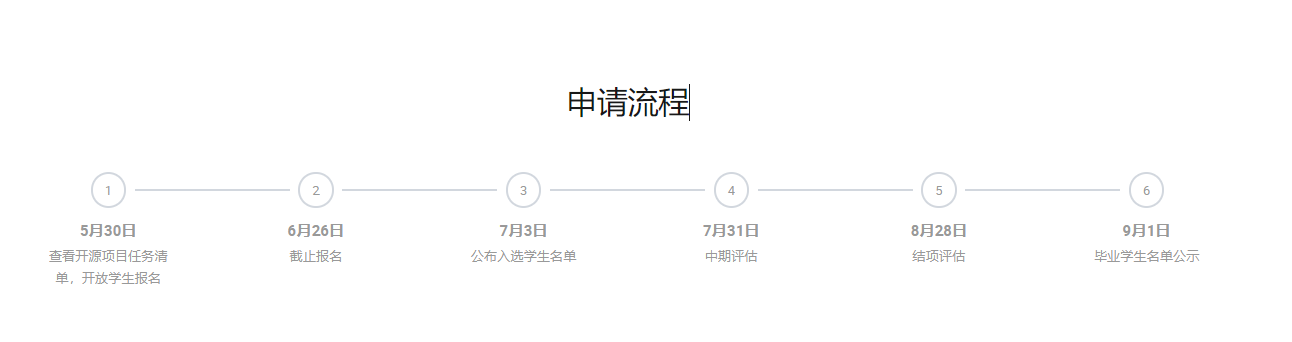 申请流程
1
2
3
4
5
6
5月30日
6月26日
7月3日
7月31日
8月28日
9月1日
查看开源项目任务清
单，开放学生报名
截止报名
公布入选学生名单
中期评估
结项评估
毕业学生名单公示